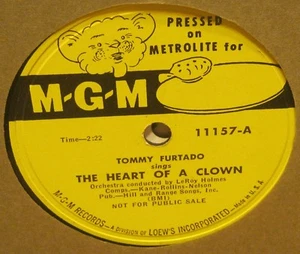 PRESSED
on
METROLITE for
M-G-M
Time—2:22
11157-A
TOMMY FURTADO
sings
THE HEART OF A CLOWN
Orchestra conducted by LeRoy Holmes
Comps.—Kane-Rollins-Nelson
Pub.—Hill and Range Songs, Inc.
(BMI)
NOT FOR PUBLIC SALE
M-G-M RECORDS—A DIVISION OF LOEW'S INCORPORATED—Made in U.S.A.